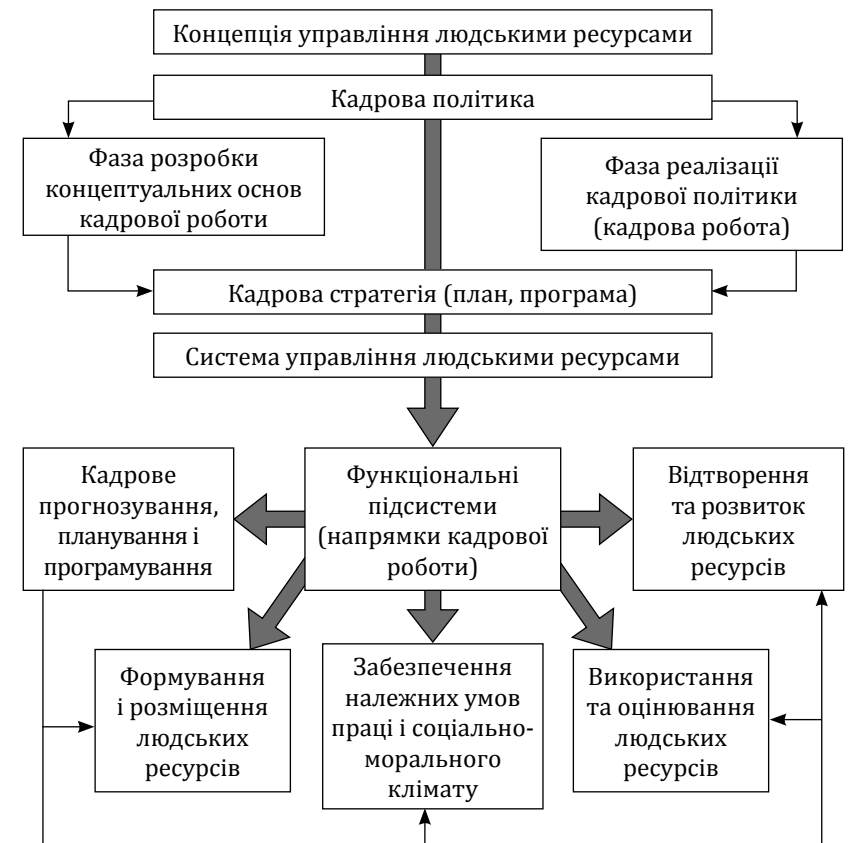 Концепція управління людськими ресурсами
Кадрова політика
Фаза розробки
концептуальних основ
кадрової роботи
Фаза реалізації
кадрової політики
(кадрова робота)
Кадрова стратегія (план, програма)
Система управління людськими ресурсами
Кадрове
прогнозування,
планування і
програмування
Функціональні
підсистеми
(напрямки кадрової
роботи)
Відтворення
та розвиток
людських
ресурсів
Формування
і розміщення
людських
ресурсів
Забезпечення
належних умов
праці і соціально-
морального
клімату
Використання
та оцінювання
людських
ресурсів